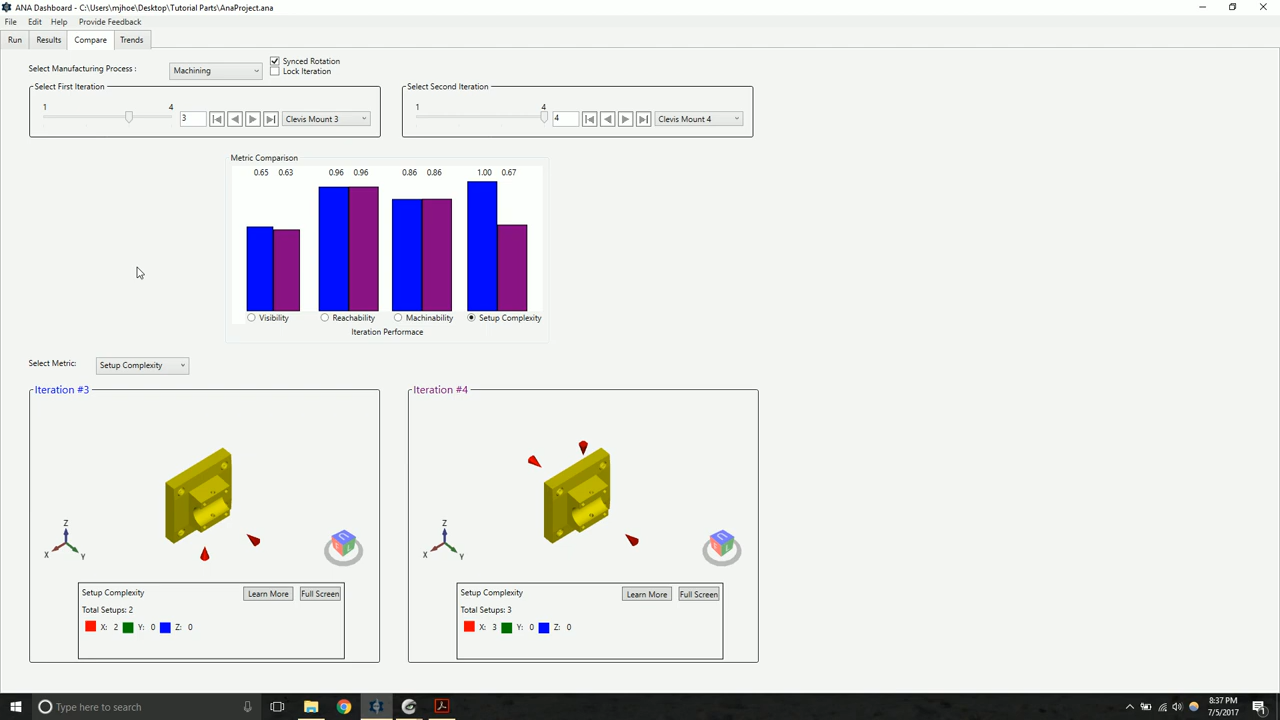 ANA Dashboard - C:\Users\mjhoe\Desktop\Tutorial Parts\AnaProject.ana
File Edit Help Provide Feedback
Run Results Compare Trends
Select Manufacturing Process : Machining
Synced Rotation
Lock Iteration
Select First Iteration
1 4
3 Clevis Mount 3
Select Second Iteration
1 4
4 Clevis Mount 4
Metric Comparison
0.65 0.63 0.96 0.96 0.86 0.86 1.00 0.67
Visibility Reachability Machinability Setup Complexity
Iteration Performace
Select Metric: Setup Complexity
Iteration #3
Z
X Y
Setup Complexity Learn More Full Screen
Total Setups: 2
X: 2 Y: 0 Z: 0
Iteration #4
Z
X Y
Setup Complexity Learn More Full Screen
Total Setups: 3
X: 3 Y: 0 Z: 0
Type here to search
8:37 PM
7/5/2017